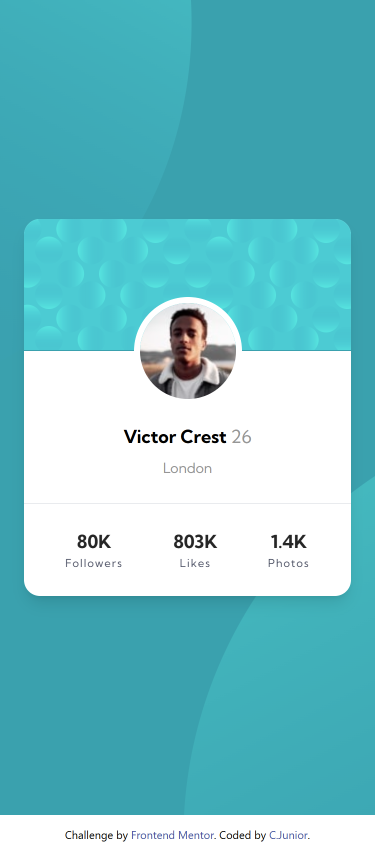 Victor Crest 26
London
80K 803K 1.4K
Followers Likes Photos
Challenge by Frontend Mentor. Coded by CJunior.